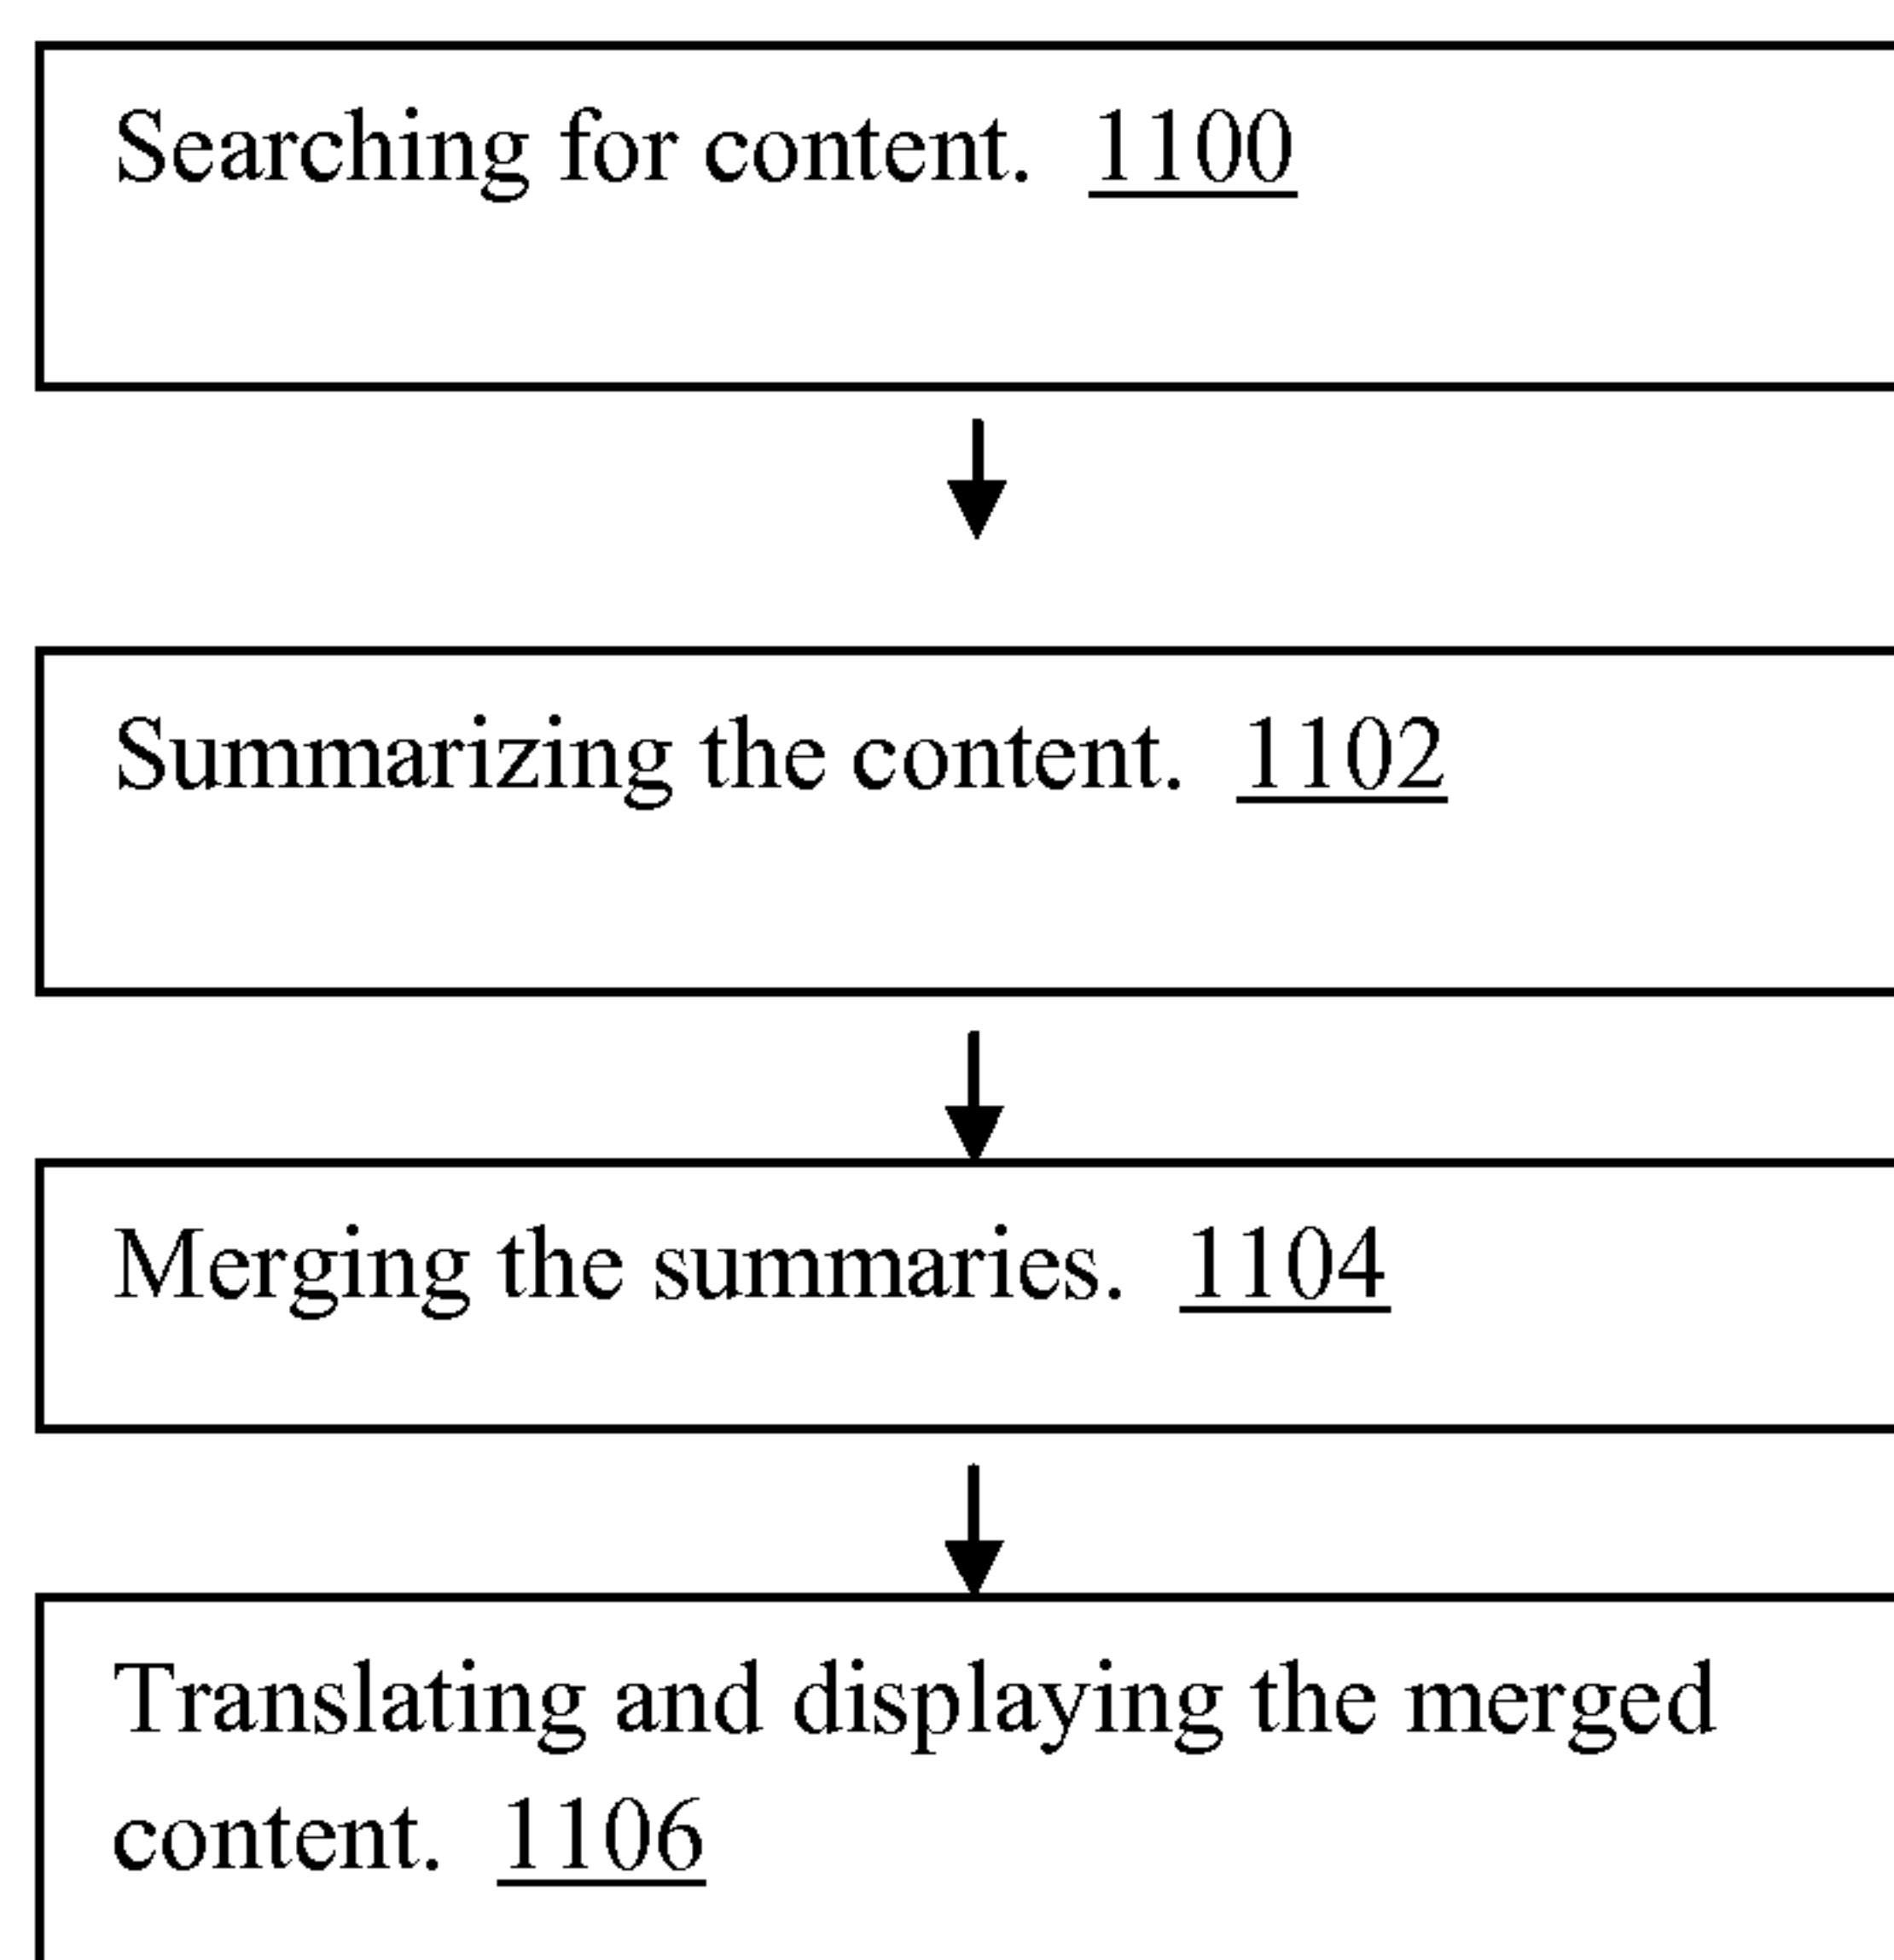 Searching for content. 1100
Summarizing the content. 1102
Merging the summaries. 1104
Translating and displaying the merged
content. 1106